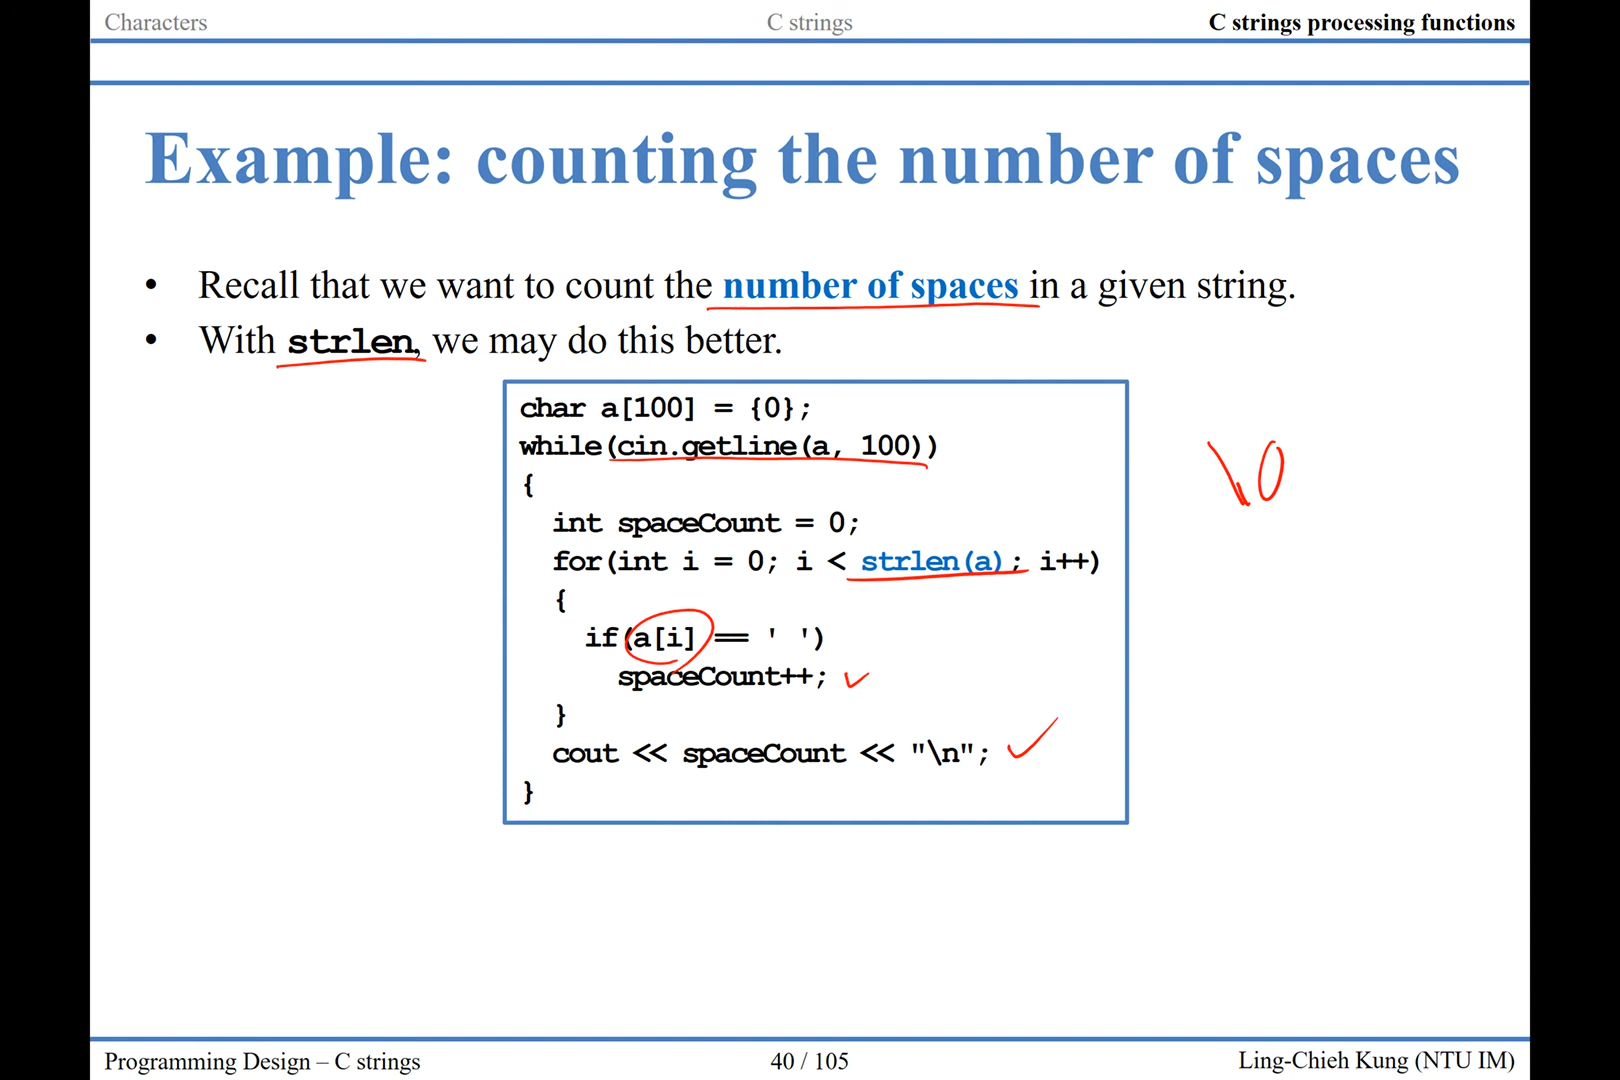 Characters C strings C strings processing functions
Example: counting the number of spaces
• Recall that we want to count the number of spaces in a given string.
• With strlen, we may do this better.
char a[100] = {0};
while(cin.getline(a, 100))
{
int spaceCount = 0;
for(int i = 0; i < strlen(a); i++)
{
if(a[i] == ' ')
spaceCount++;
}
cout << spaceCount << "\n";
}
\0
Programming Design – C strings 40 / 105 Ling-Chieh Kung (NTU IM)